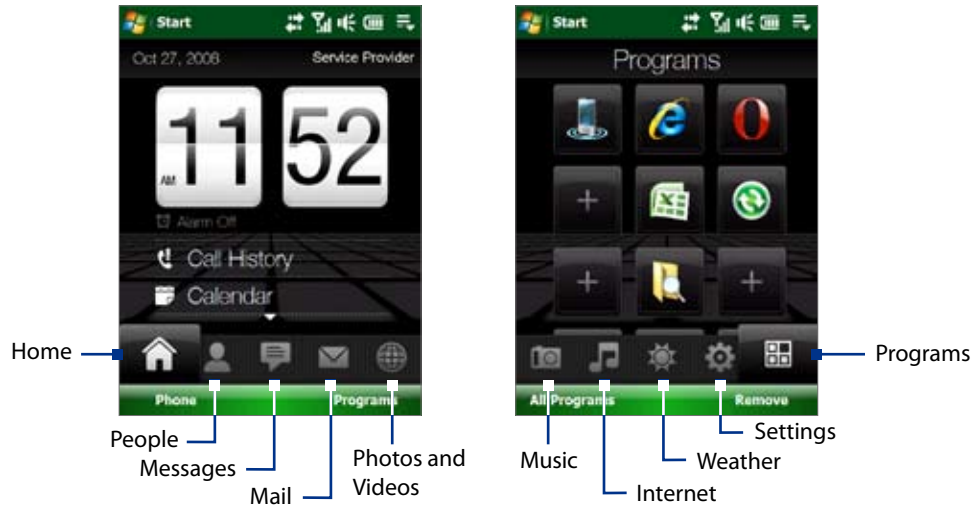 Start
Oct 27, 2008
Service Provider
11
52
AM
Alarm Off
Call History
Calendar
Phone
Programs
Home
People
Messages
Mail
Photos and
Videos
Start
Programs
All Programs
Remove
Programs
Music
Internet
Weather
Settings